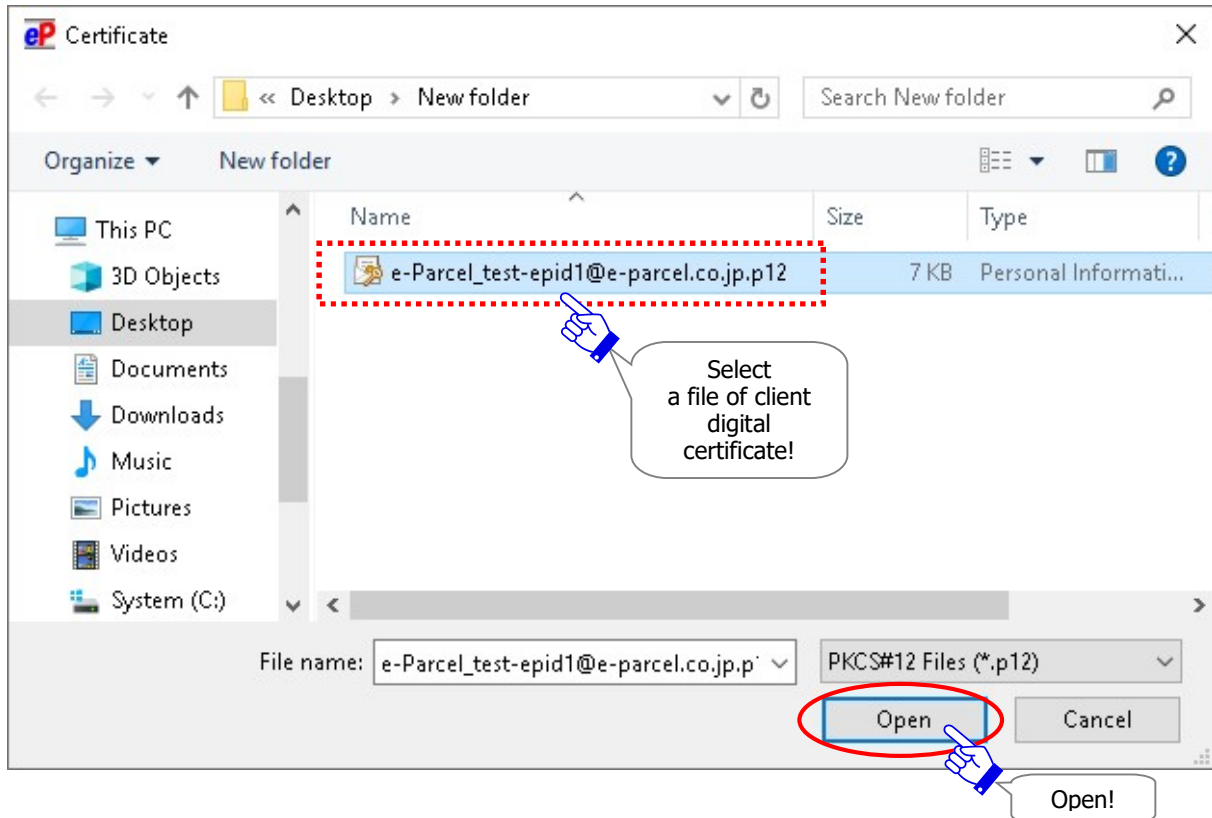 eP Certificate
« Desktop > New folder
Search New folder
Organize
New folder
?
This PC
3D Objects
Desktop
Documents
Downloads
Music
Pictures
Videos
System (C:)
Name
Size
Type
e-Parcel_test-epid1@e-parcel.co.jp.p12
7 KB
Personal Informati...
Select
a file of client
digital
certificate!
File name:
e-Parcel_test-epid1@e-parcel.co.jp.p
PKCS#12 Files (*.p12)
Open
Cancel
Open!